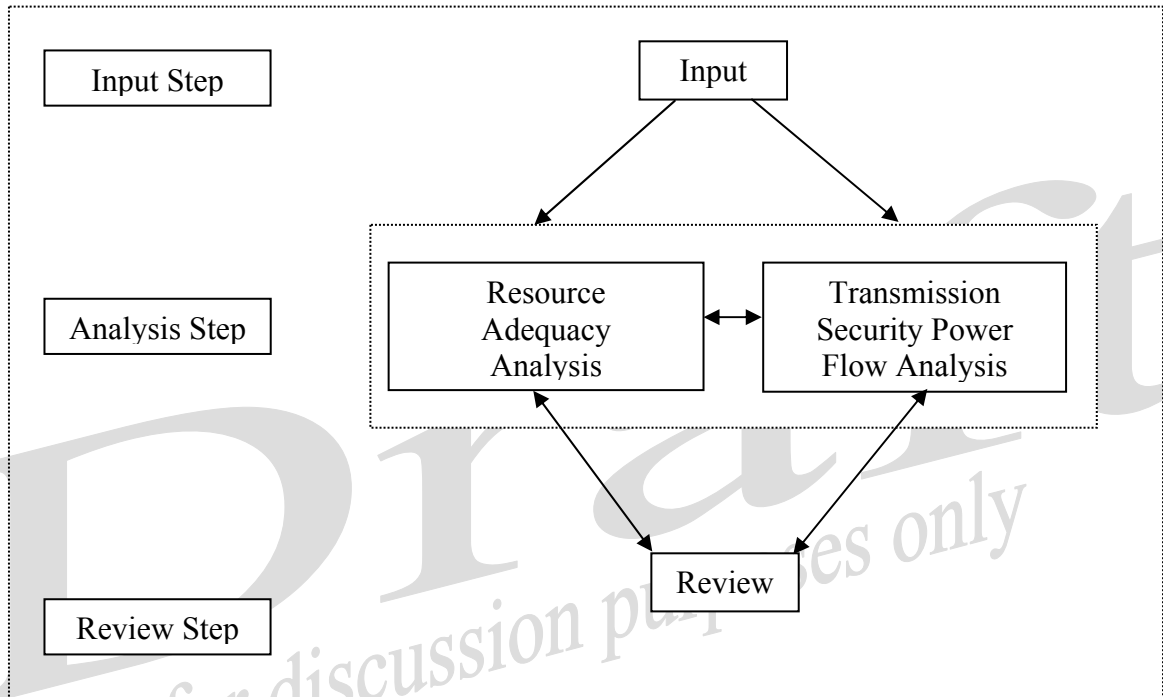 Input Step
Input
Analysis Step
Resource
Adequacy
Analysis
Transmission
Security Power
Flow Analysis
Review
Review Step
Draft
for discussion purposes only